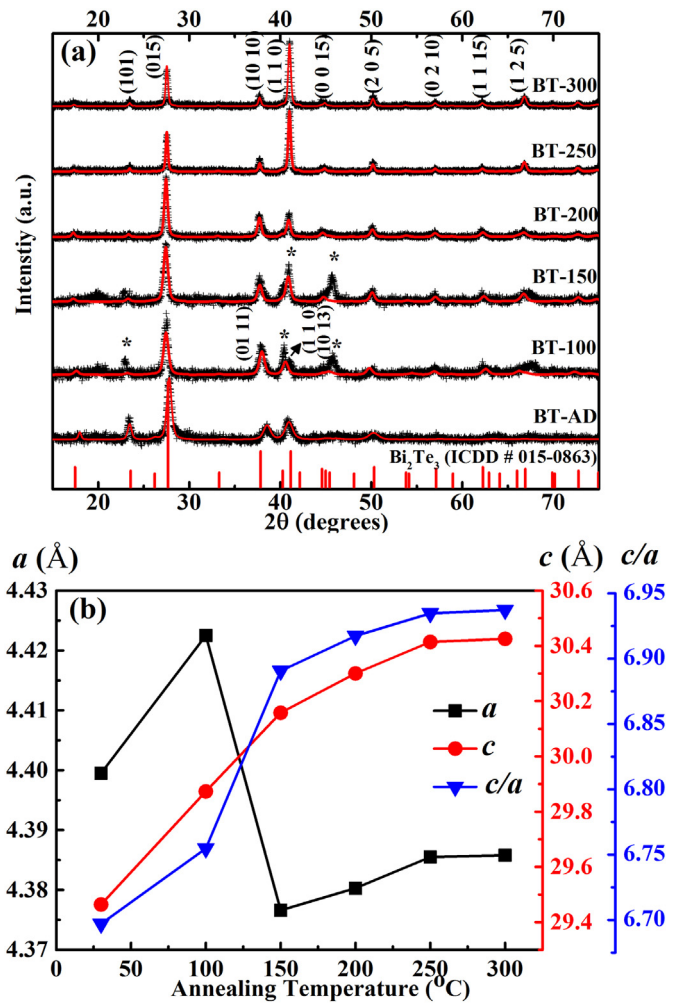 20 30 40 50 60 70
(a)
(101)
(015)
(10 10)
(1 1 0)
(0 0 15)
(2 0 5)
(0 2 10)
(1 1 15)
(1 2 5)
BT-300
BT-250
BT-200
* *
BT-150
(01 11)
(1 1 0)
(10 13)
* * *
BT-100
BT-AD
Bi₂Te₃ (ICDD # 015-0863)
Intenstiy (a.u.)
20 30 40 50 60 70
2θ (degrees)
a (Å) c (Å) c/a
(b)
4.43
4.42
4.41
4.40
4.39
4.38
4.37
30.6
30.4
30.2
30.0
29.8
29.6
29.4
6.95
6.90
6.85
6.80
6.75
6.70
a
c
c/a
0 50 100 150 200 250 300
Annealing Temperature (⁰C)